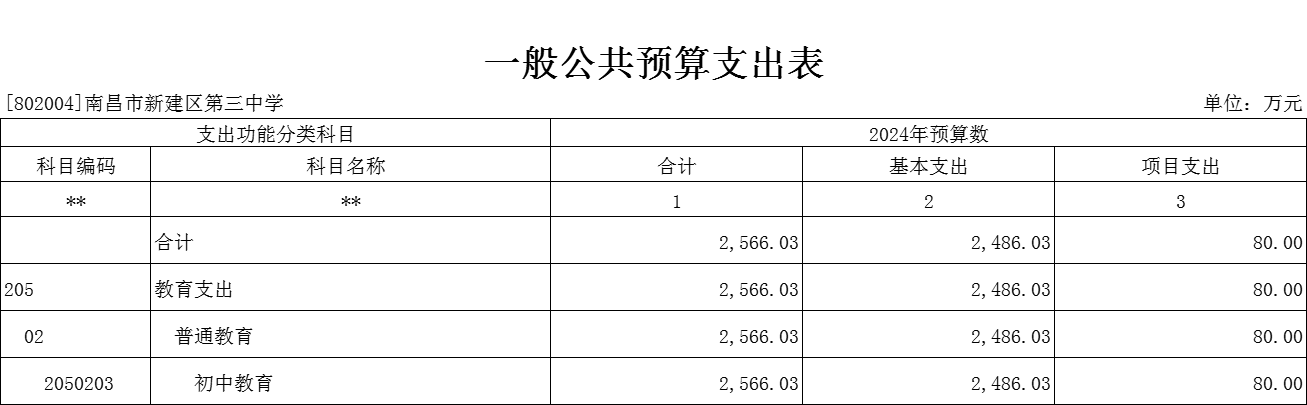 一般公共预算支出表
[802004]南昌市新建区第三中学 单位：万元
支出功能分类科目 2024年预算数
科目编码 科目名称 合计 基本支出 项目支出
** ** 1 2 3
合计 2,566.03 2,486.03 80.00
205 教育支出 2,566.03 2,486.03 80.00
02 普通教育 2,566.03 2,486.03 80.00
2050203 初中教育 2,566.03 2,486.03 80.00